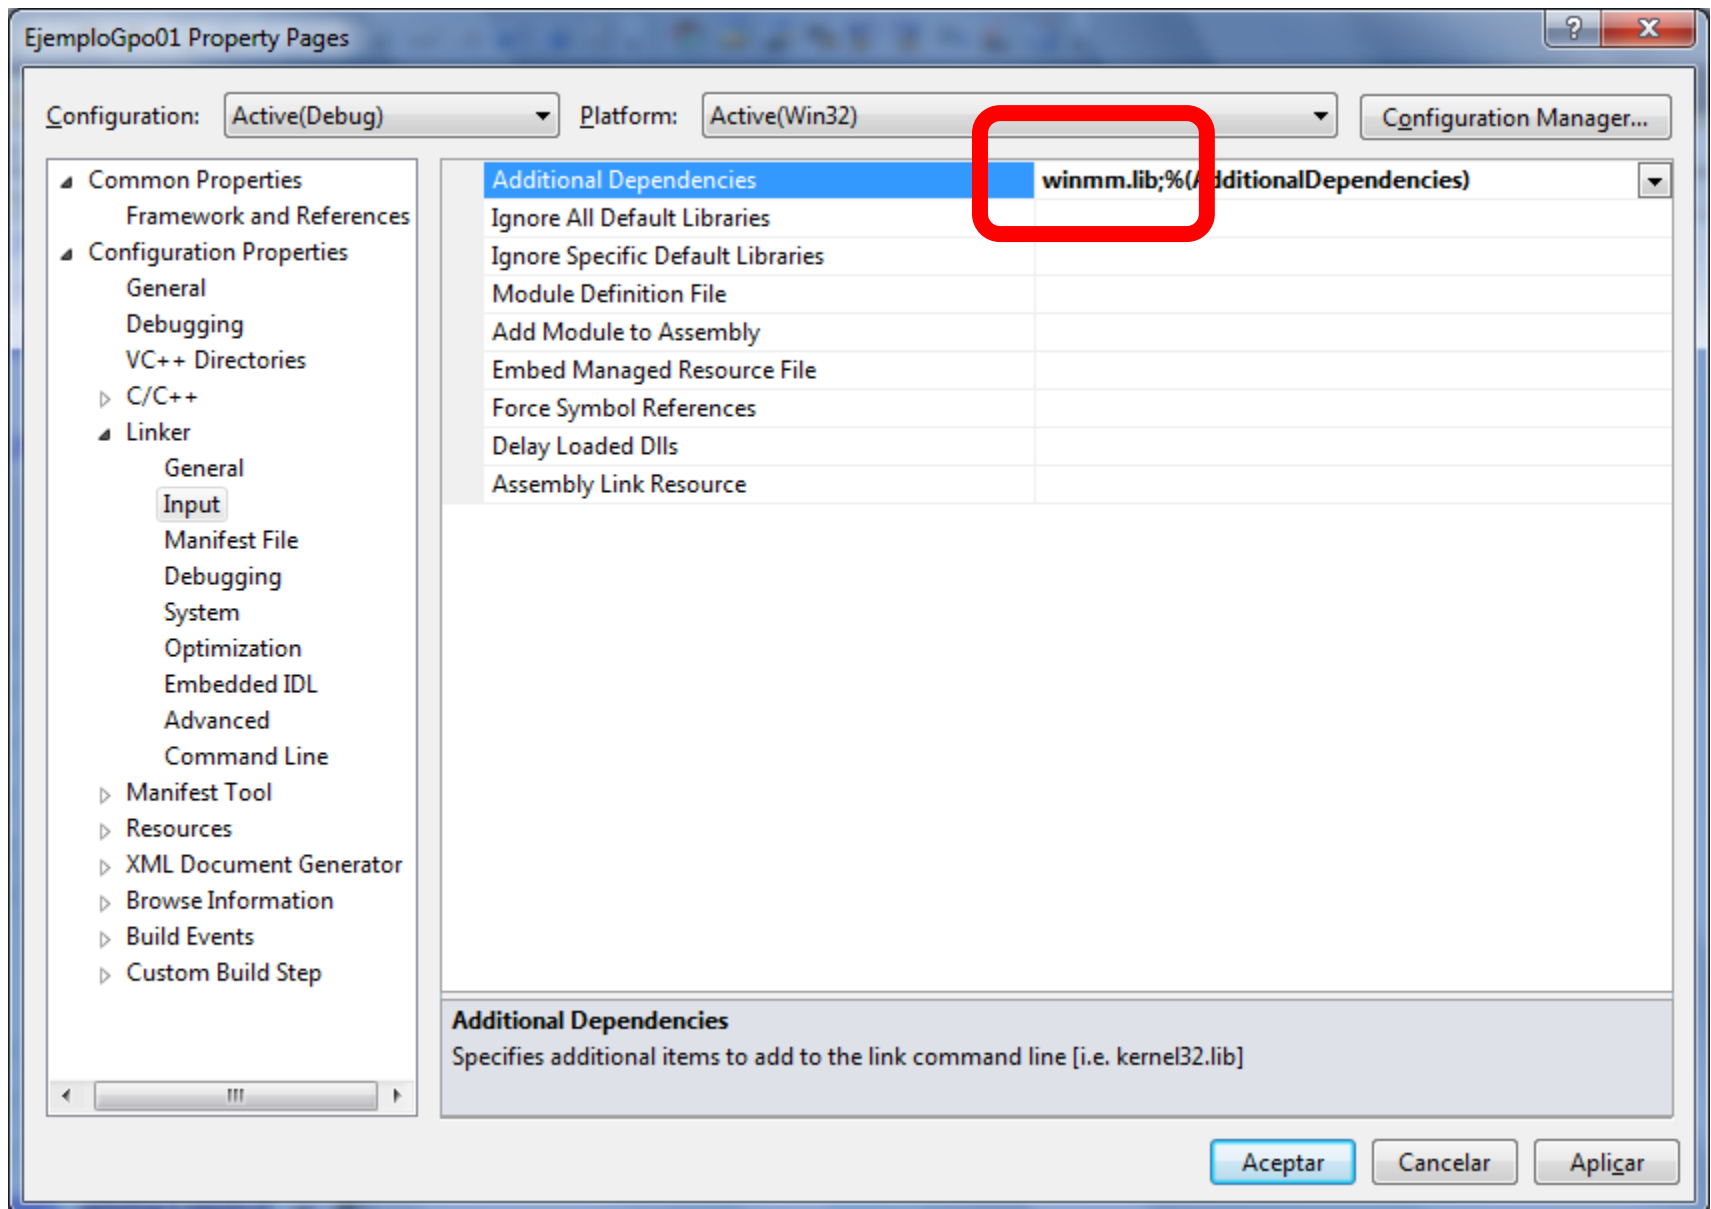 EjemploGpo01 Property Pages
?
Configuration: Active(Debug) Platform: Active(Win32) Configuration Manager...
Common Properties
Framework and References
Configuration Properties
General
Debugging
VC++ Directories
C/C++
Linker
General
Input
Manifest File
Debugging
System
Optimization
Embedded IDL
Advanced
Command Line
Manifest Tool
Resources
XML Document Generator
Browse Information
Build Events
Custom Build Step
Additional Dependencies winmm.lib;%(AdditionalDependencies)
Ignore All Default Libraries
Ignore Specific Default Libraries
Module Definition File
Add Module to Assembly
Embed Managed Resource File
Force Symbol References
Delay Loaded Dlls
Assembly Link Resource
Additional Dependencies
Specifies additional items to add to the link command line [i.e. kernel32.lib]
Aceptar Cancelar Aplicar